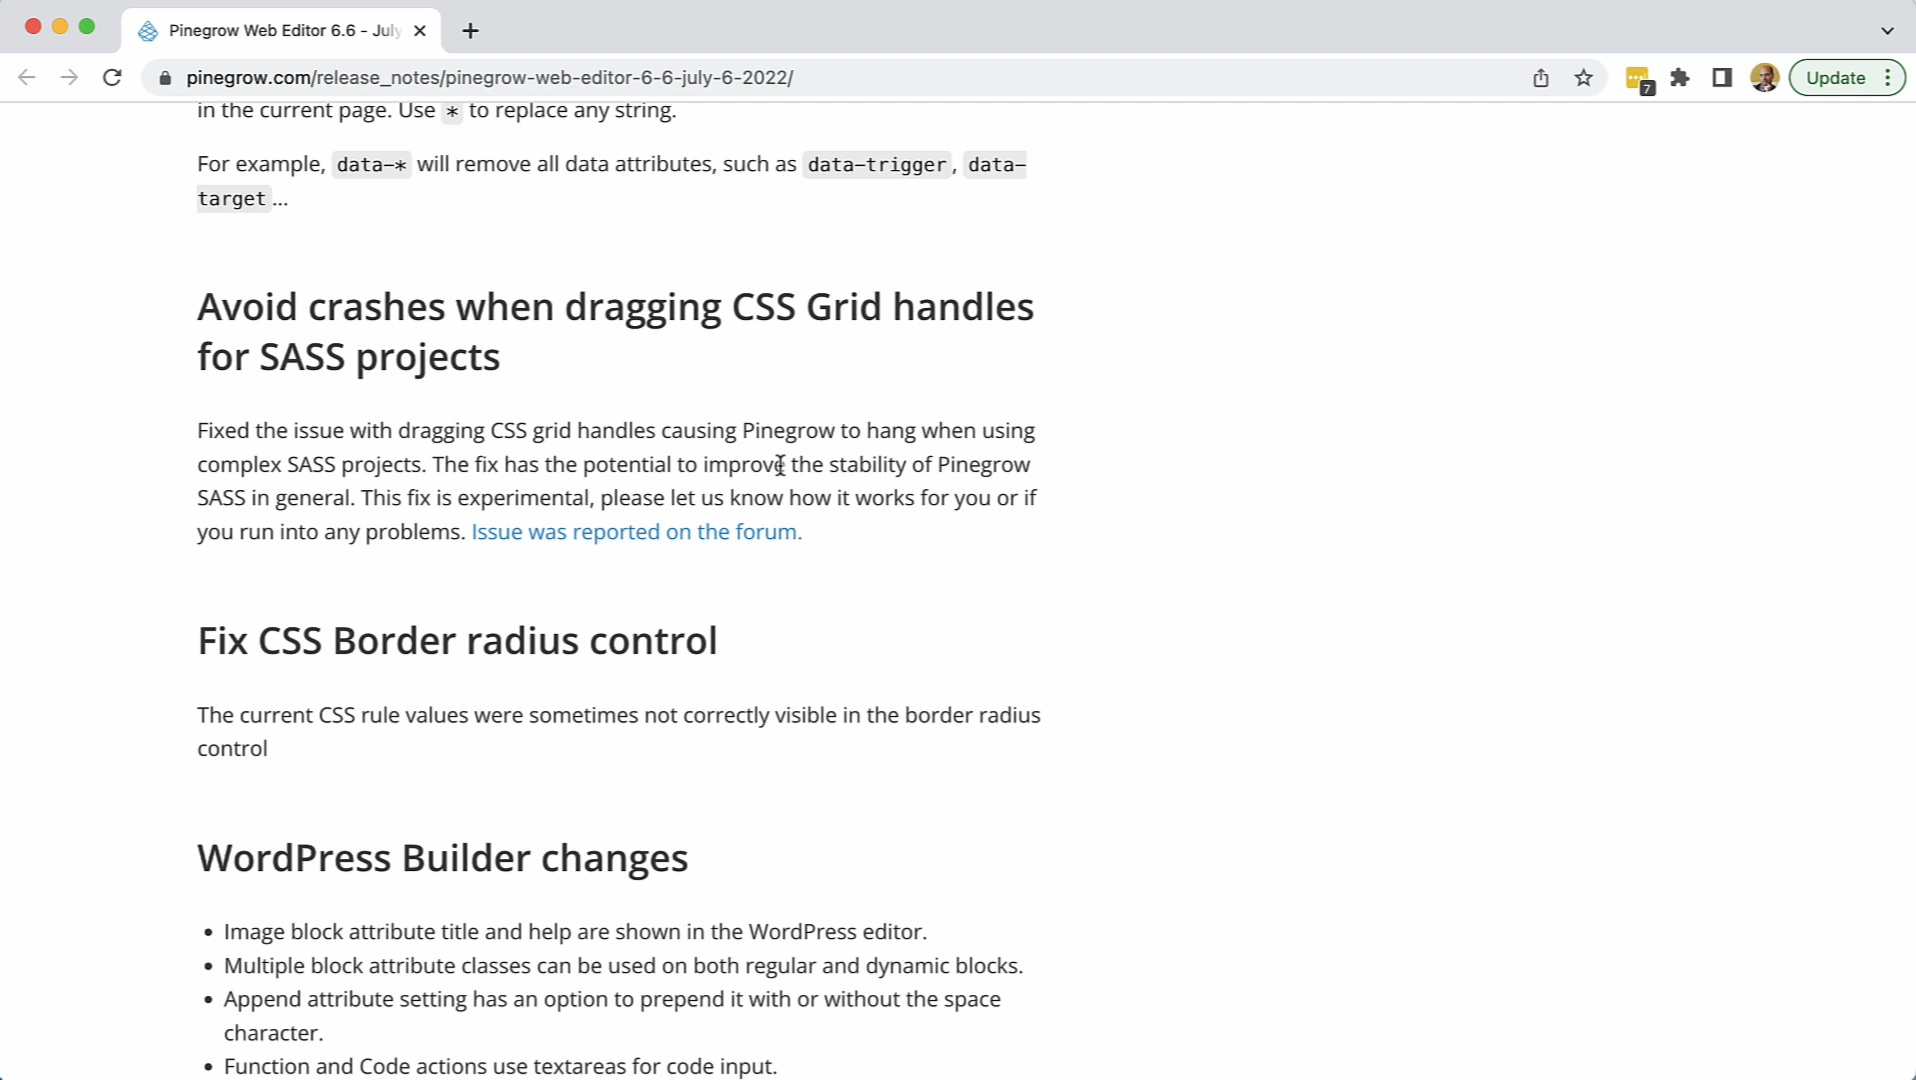 Pinegrow Web Editor 6.6 – July
pinegrow.com/release_notes/pinegrow-web-editor-6-6-july-6-2022/
7
Update
in the current page. Use * to replace any string.
For example, data-* will remove all data attributes, such as data-trigger, data-
target…
Avoid crashes when dragging CSS Grid handles
for SASS projects
Fixed the issue with dragging CSS grid handles causing Pinegrow to hang when using
complex SASS projects. The fix has the potential to improve the stability of Pinegrow
SASS in general. This fix is experimental, please let us know how it works for you or if
you run into any problems. Issue was reported on the forum.
Fix CSS Border radius control
The current CSS rule values were sometimes not correctly visible in the border radius
control
WordPress Builder changes
• Image block attribute title and help are shown in the WordPress editor.
• Multiple block attribute classes can be used on both regular and dynamic blocks.
• Append attribute setting has an option to prepend it with or without the space
character.
• Function and Code actions use textareas for code input.